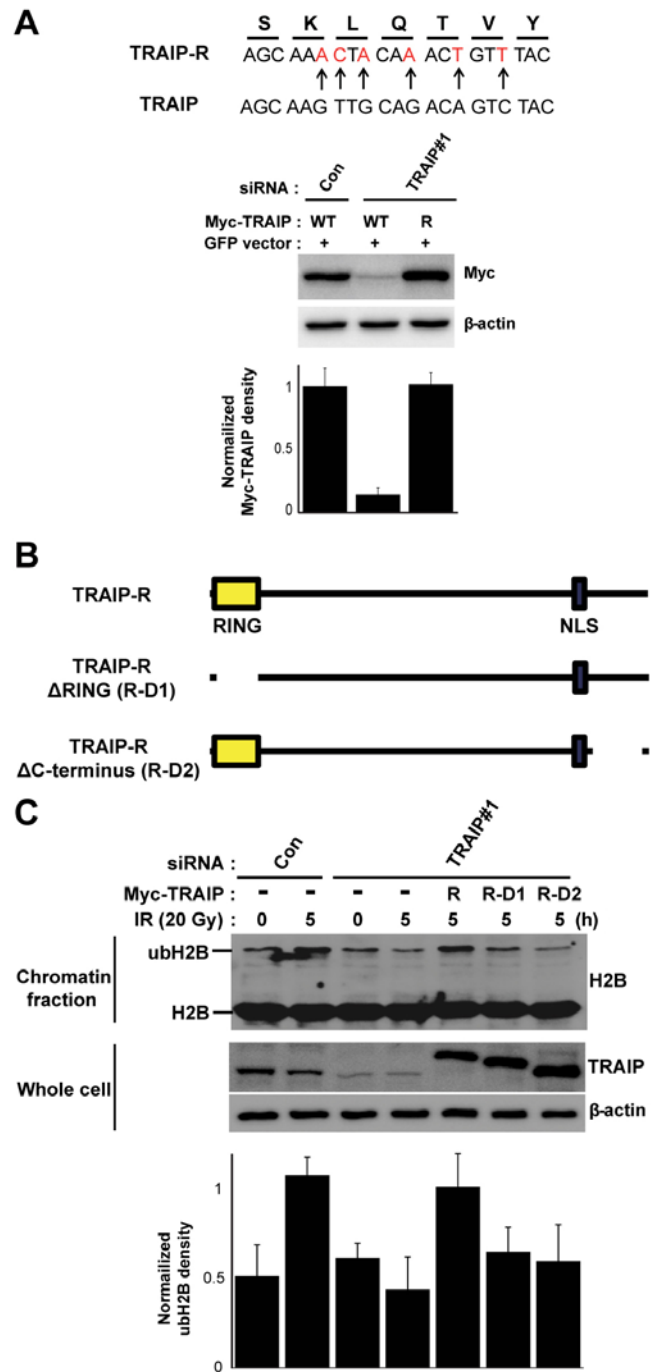 A
S K L Q T V Y
TRAIP-R AGC AAA CTA CAA ACT GTT TAC
TRAIP AGC AAG TTG CAG ACA GTC TAC
siRNA : Con TRAIP#1
Myc-TRAIP : WT WT R
GFP vector : + + +
Myc
β-actin
Normailized
Myc-TRAIP density
1
0.5
0
B
TRAIP-R
RING NLS
TRAIP-R
ΔRING (R-D1)
TRAIP-R
ΔC-terminus (R-D2)
C
siRNA : Con TRAIP#1
Myc-TRAIP : - - - - R R-D1 R-D2
IR (20 Gy) 0 5 0 5 5 5 5 (h)
Chromatin
fraction
ubH2B
H2B
H2B
Whole cell
TRAIP
β-actin
Normailized
ubH2B density
1
0.5
0